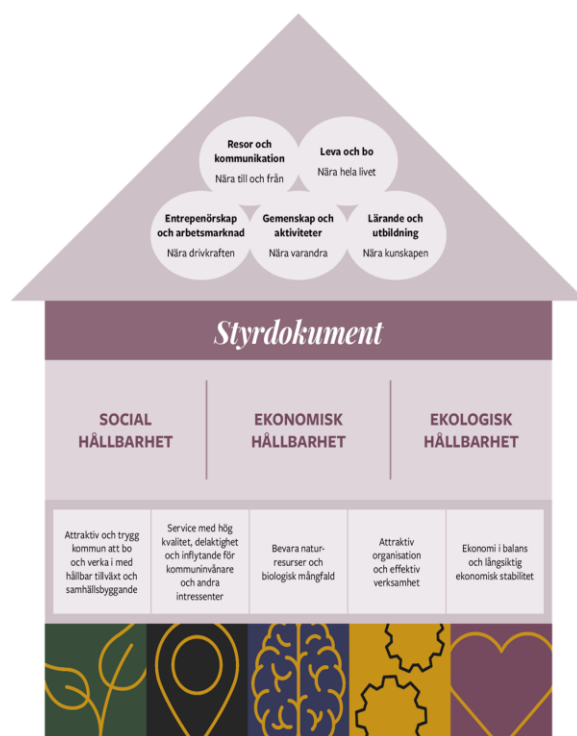 Resor och
kommunikation
Nära till och från
Leva och bo
Nära hela livet
Entrepenörskap
och arbetsmarknad
Nära drivkraften
Gemenskap och
aktiviteter
Nära varandra
Lärande och
utbildning
Nära kunskapen
Styrdokument
SOCIAL
HÅLLBARHET
EKONOMISK
HÅLLBARHET
EKOLOGISK
HÅLLBARHET
Attraktiv och trygg
kommun att bo
och verka i med
hållbar tillväxt och
samhällsbyggande
Service med hög
kvalitet, delaktighet
och inflytande för
kommuninvånare
och andra
intressenter
Bevara natur-
resurser och
biologisk mångfald
Attraktiv
organisation
och effektiv
verksamhet
Ekonomi i balans
och långsiktig
ekonomisk stabilitet